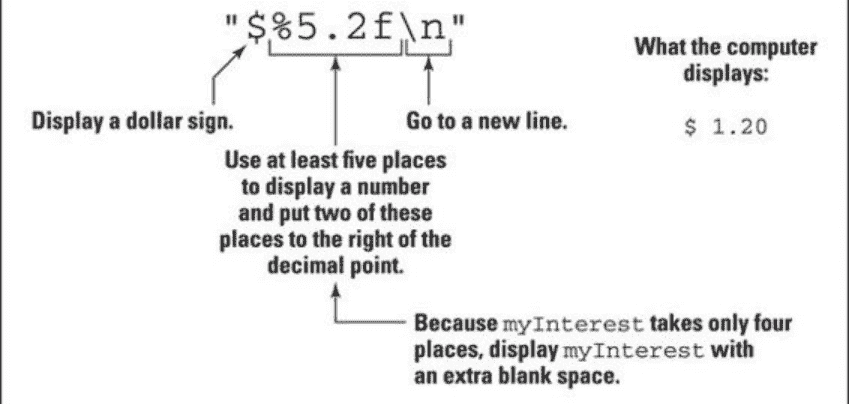 "$%5.2f\n"
What the computer
displays:
Display a dollar sign.
Go to a new line.
$ 1.20
Use at least five places
to display a number
and put two of these
places to the right of the
decimal point.
Because myInterest takes only four
places, display myInterest with
an extra blank space.